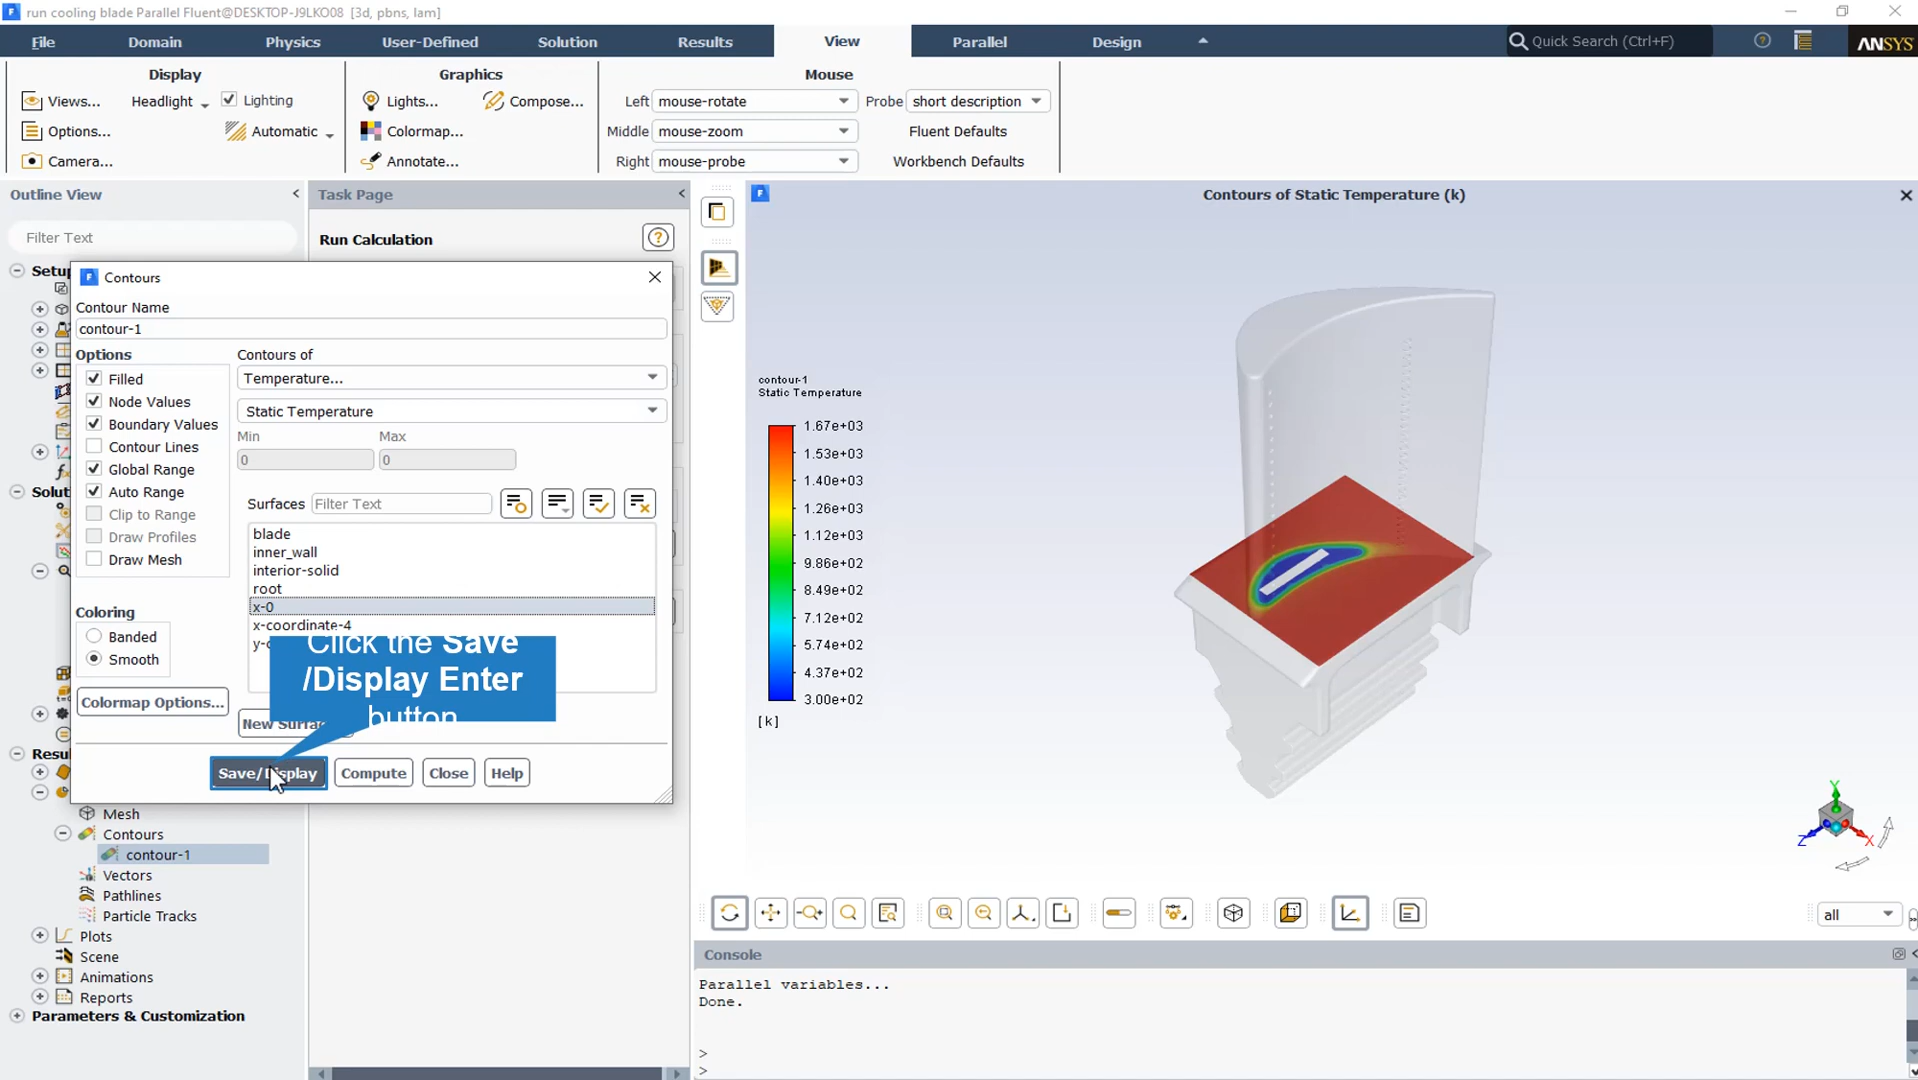 run cooling blade Parallel Fluent@DESKTOP-J9LKO08 [3d, pbns, lam]
File Domain Physics User-Defined Solution Results View Parallel Design
Quick Search (Ctrl+F)
ANSYS
Display
Graphics
Mouse
Views... Headlight Lighting
Options... Automatic
Camera...
Lights... Compose...
Colormap...
Annotate...
Left mouse-rotate Probe short description
Middle mouse-zoom Fluent Defaults
Right mouse-probe Workbench Defaults
Outline View
Filter Text
Task Page
Run Calculation
Contours
Contour Name
contour-1
Options
Filled
Node Values
Boundary Values
Contour Lines
Global Range
Auto Range
Clip to Range
Draw Profiles
Draw Mesh
Coloring
Banded
Smooth
Colormap Options...
Contours of
Temperature...
Static Temperature
Min Max
0 0
Surfaces Filter Text
blade
inner_wall
interior-solid
root
x-0
x-coordinate-4
Click the Save
/Display Enter
button
Save/Display Compute Close Help
Mesh
Contours
contour-1
Vectors
Pathlines
Particle Tracks
Plots
Scene
Animations
Reports
Parameters & Customization
Contours of Static Temperature (k)
contour-1
Static Temperature
1.67e+03
1.53e+03
1.40e+03
1.26e+03
1.12e+03
9.86e+02
8.49e+02
7.12e+02
5.74e+02
4.37e+02
3.00e+02
[k]
Y
Z
X
all
Console
Parallel variables...
Done.
>
>